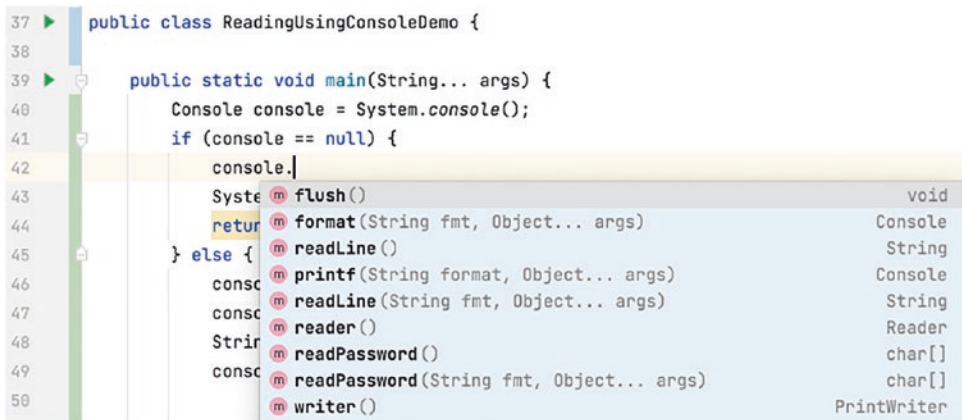 37 public class ReadingUsingConsoleDemo {
38
39 public static void main(String... args) {
40 Console console = System.console();
41 if (console == null) {
42 console.
43 Syste m flush() void
44 retur m format(String fmt, Object... args) Console
m readLine() String
45 } else { m printf(String format, Object... args) Console
46 consc m readLine(String fmt, Object... args) String
47 consc m reader() Reader
48 Strir m readPassword() char[]
49 consc m readPassword(String fmt, Object... args) char[]
50 m writer() PrintWriter